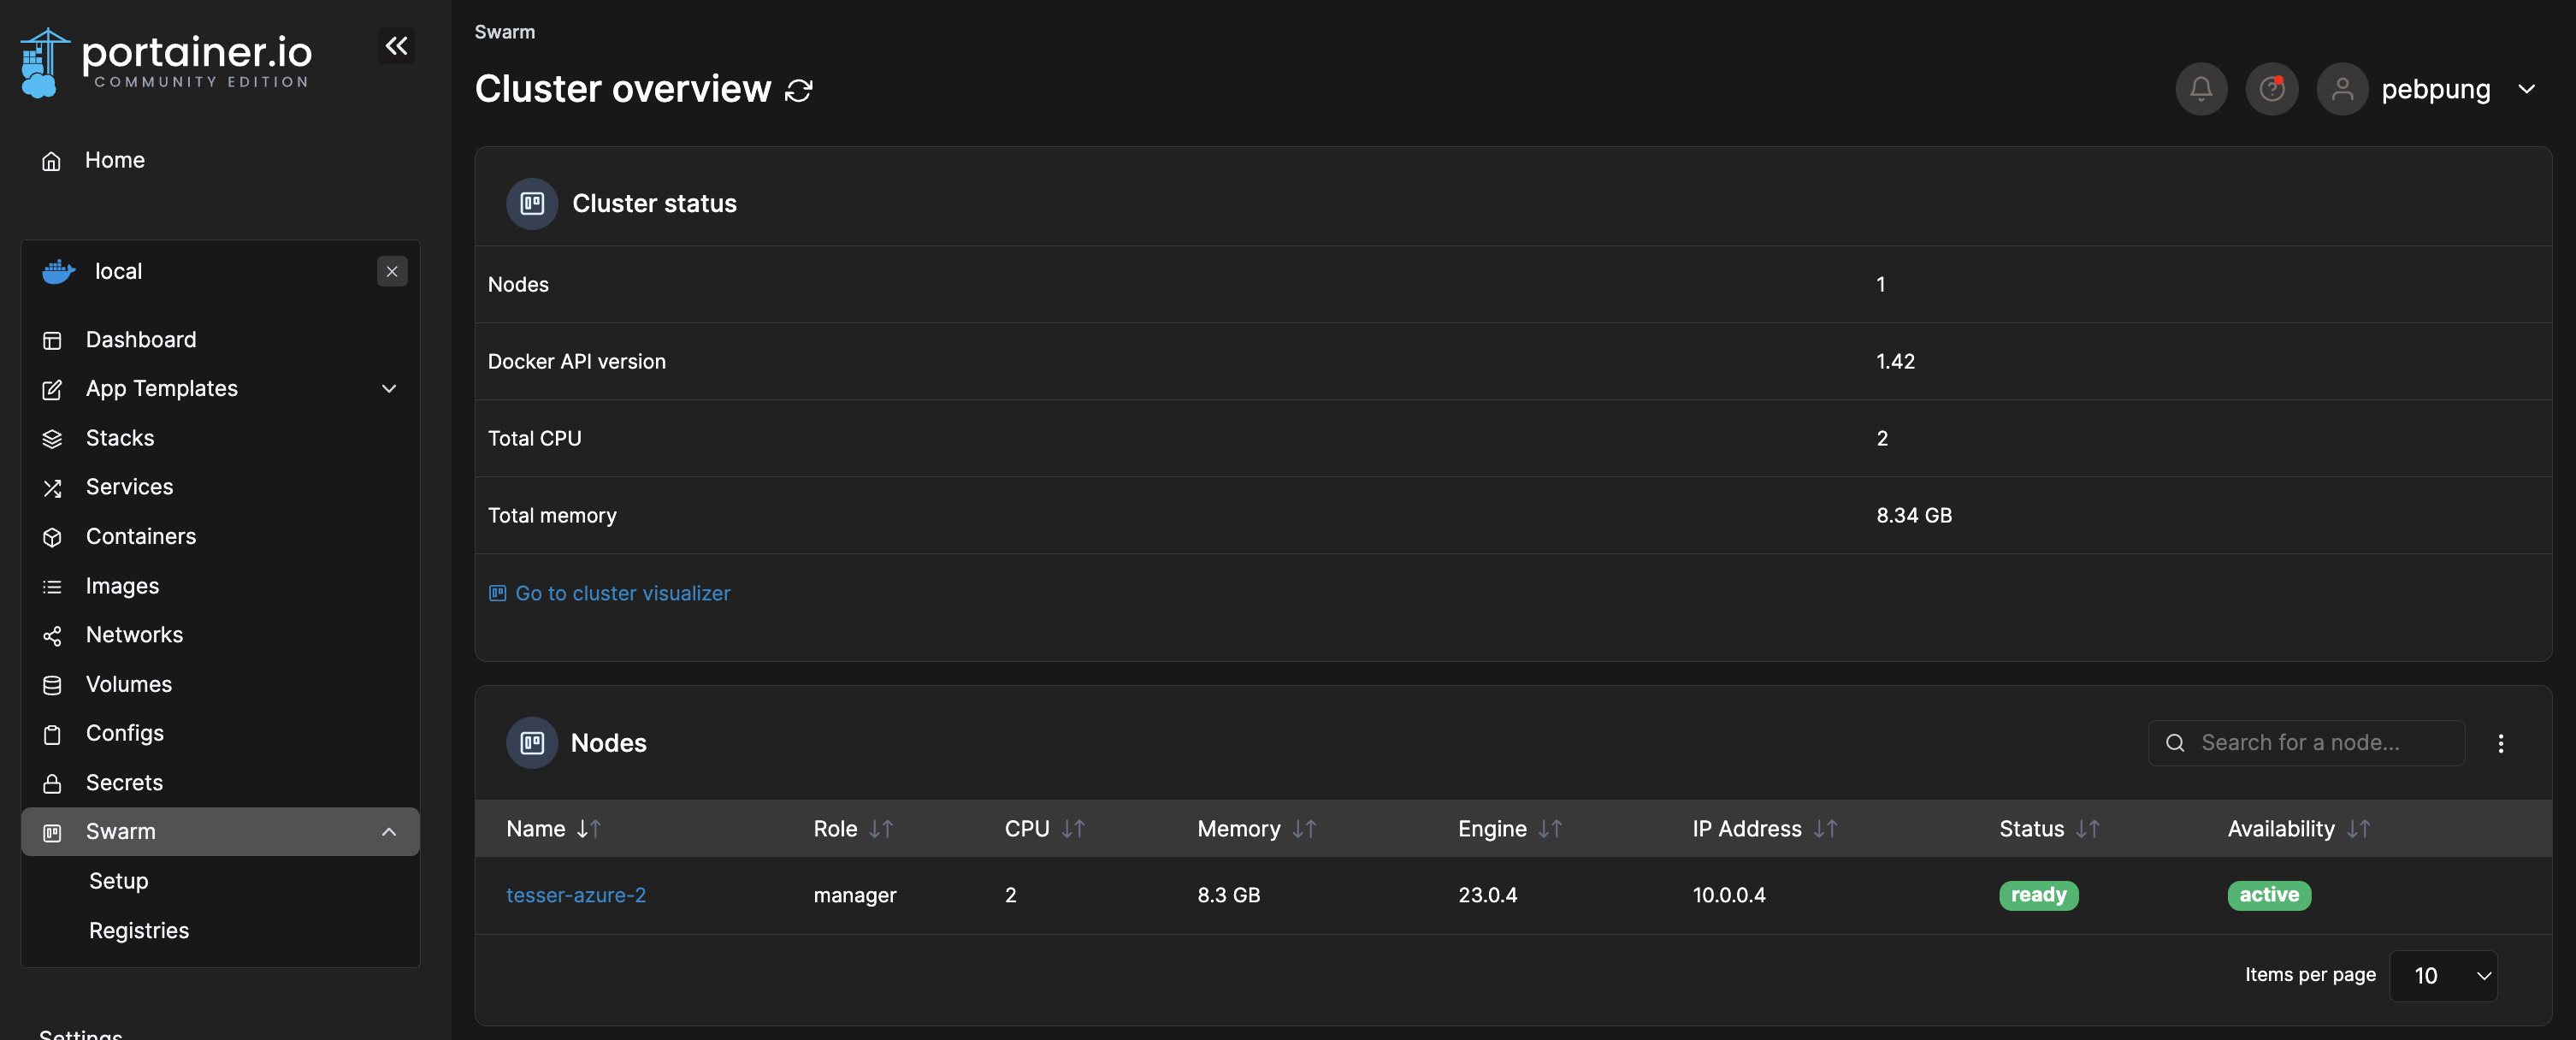 portainer.io
COMMUNITY EDITION
Home
local
Dashboard
App Templates
Stacks
Services
Containers
Images
Networks
Volumes
Configs
Secrets
Swarm
Setup
Registries
Settings
Swarm
Cluster overview
pebpung
Cluster status
Nodes 1
Docker API version 1.42
Total CPU 2
Total memory 8.34 GB
Go to cluster visualizer
Nodes
Search for a node...
Name Role CPU Memory Engine IP Address Status Availability
tesser-azure-2 manager 2 8.3 GB 23.0.4 10.0.0.4 ready active
Items per page 10